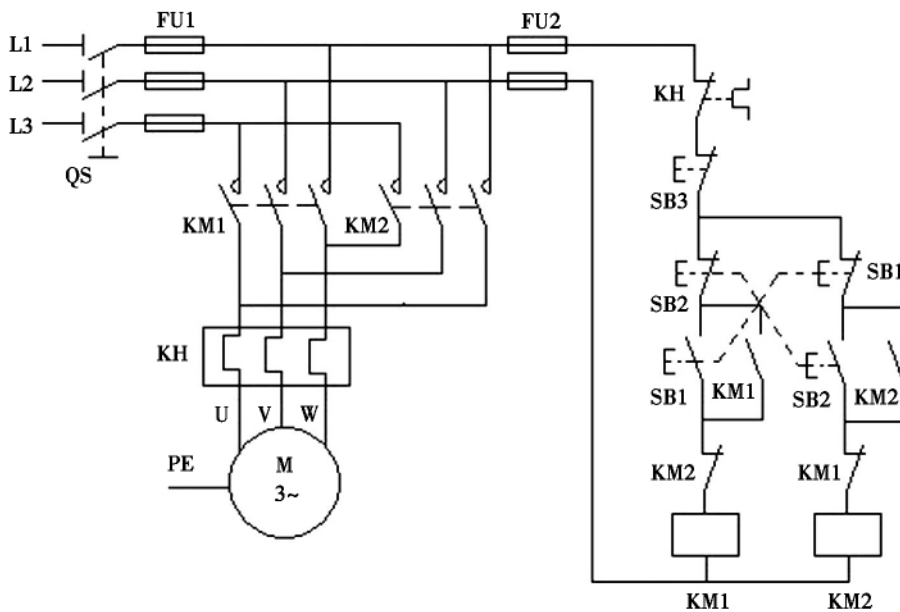 FU1
FU2
L1
L2
L3
QS
KH
SB3
KM1
KM2
SB2
SB1
KH
SB1
KM1
SB2
KM2
U V W
PE
M
3~
KM2
KM1
KM1
KM2